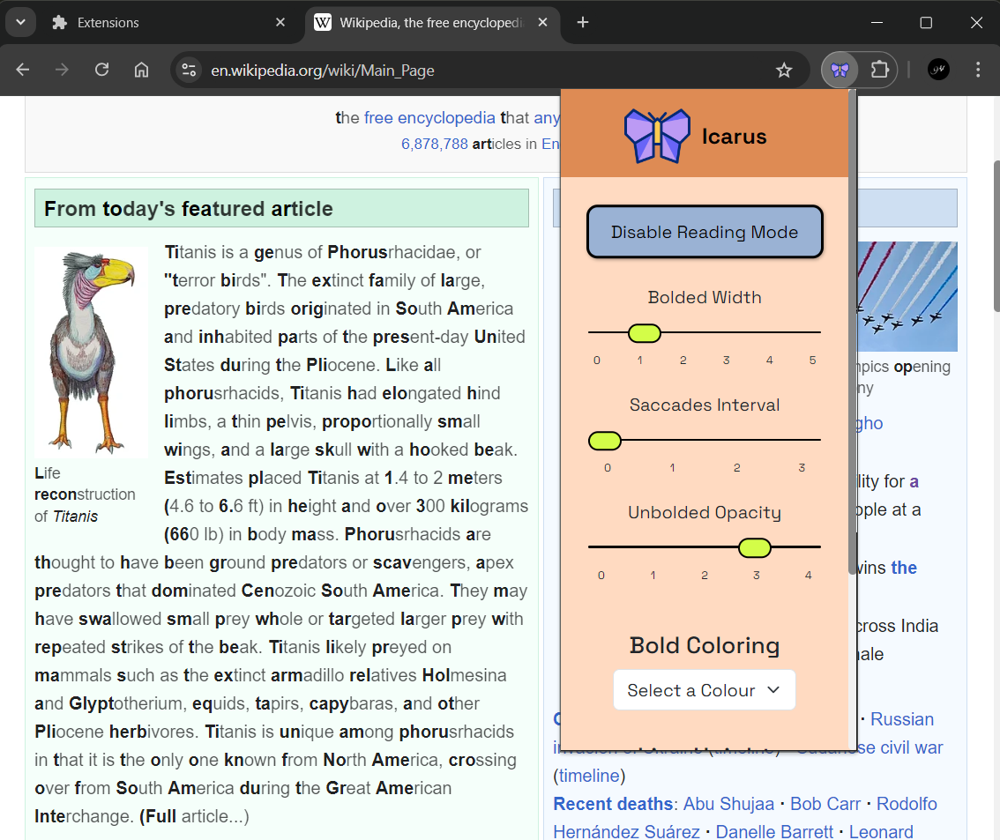 Extensions
Wikipedia, the free encyclopedi
en.wikipedia.org/wiki/Main_Page
the free encyclopedia that any
6,878,788 articles in En
From today's featured article
Titanis is a genus of Phorusrhacidae, or
"terror birds". The extinct family of large,
predatory birds originated in South America
and inhabited parts of the present-day United
States during the Pliocene. Like all
phorusrhacids, Titanis had elongated hind
limbs, a thin pelvis, proportionally small
wings, and a large skull with a hooked beak.
Estimates placed Titanis at 1.4 to 2 meters
(4.6 to 6.6 ft) in height and over 300 kilograms
(660 lb) in body mass. Phorusrhacids are
thought to have been ground predators or scavengers, apex
predators that dominated Cenozoic South America. They may
have swallowed small prey whole or targeted larger prey with
repeated strikes of the beak. Titanis likely preyed on
mammals such as the extinct armadillo relatives Holmesina
and Glyptotherium, equids, tapirs, capybaras, and other
Pliocene herbivores. Titanis is unique among phorusrhacids
in that it is the only one known from North America, crossing
over from South America during the Great American
Interchange. (Full article...)
Life
reconstruction
of Titanis
Icarus
Disable Reading Mode
Bolded Width
0 1 2 3 4 5
Saccades Interval
0 1 2 3
Unbolded Opacity
0 1 2 3 4
Bold Coloring
Select a Colour
mpics opening
ny
gho
lity for a
ople at a
wins the
cross India
ale
· Russian
invasion of Ukraine (timeline) · Sudanese civil war
(timeline)
Recent deaths: Abu Shujaa · Bob Carr · Rodolfo
Hernández Suárez · Danelle Barrett · Leonard